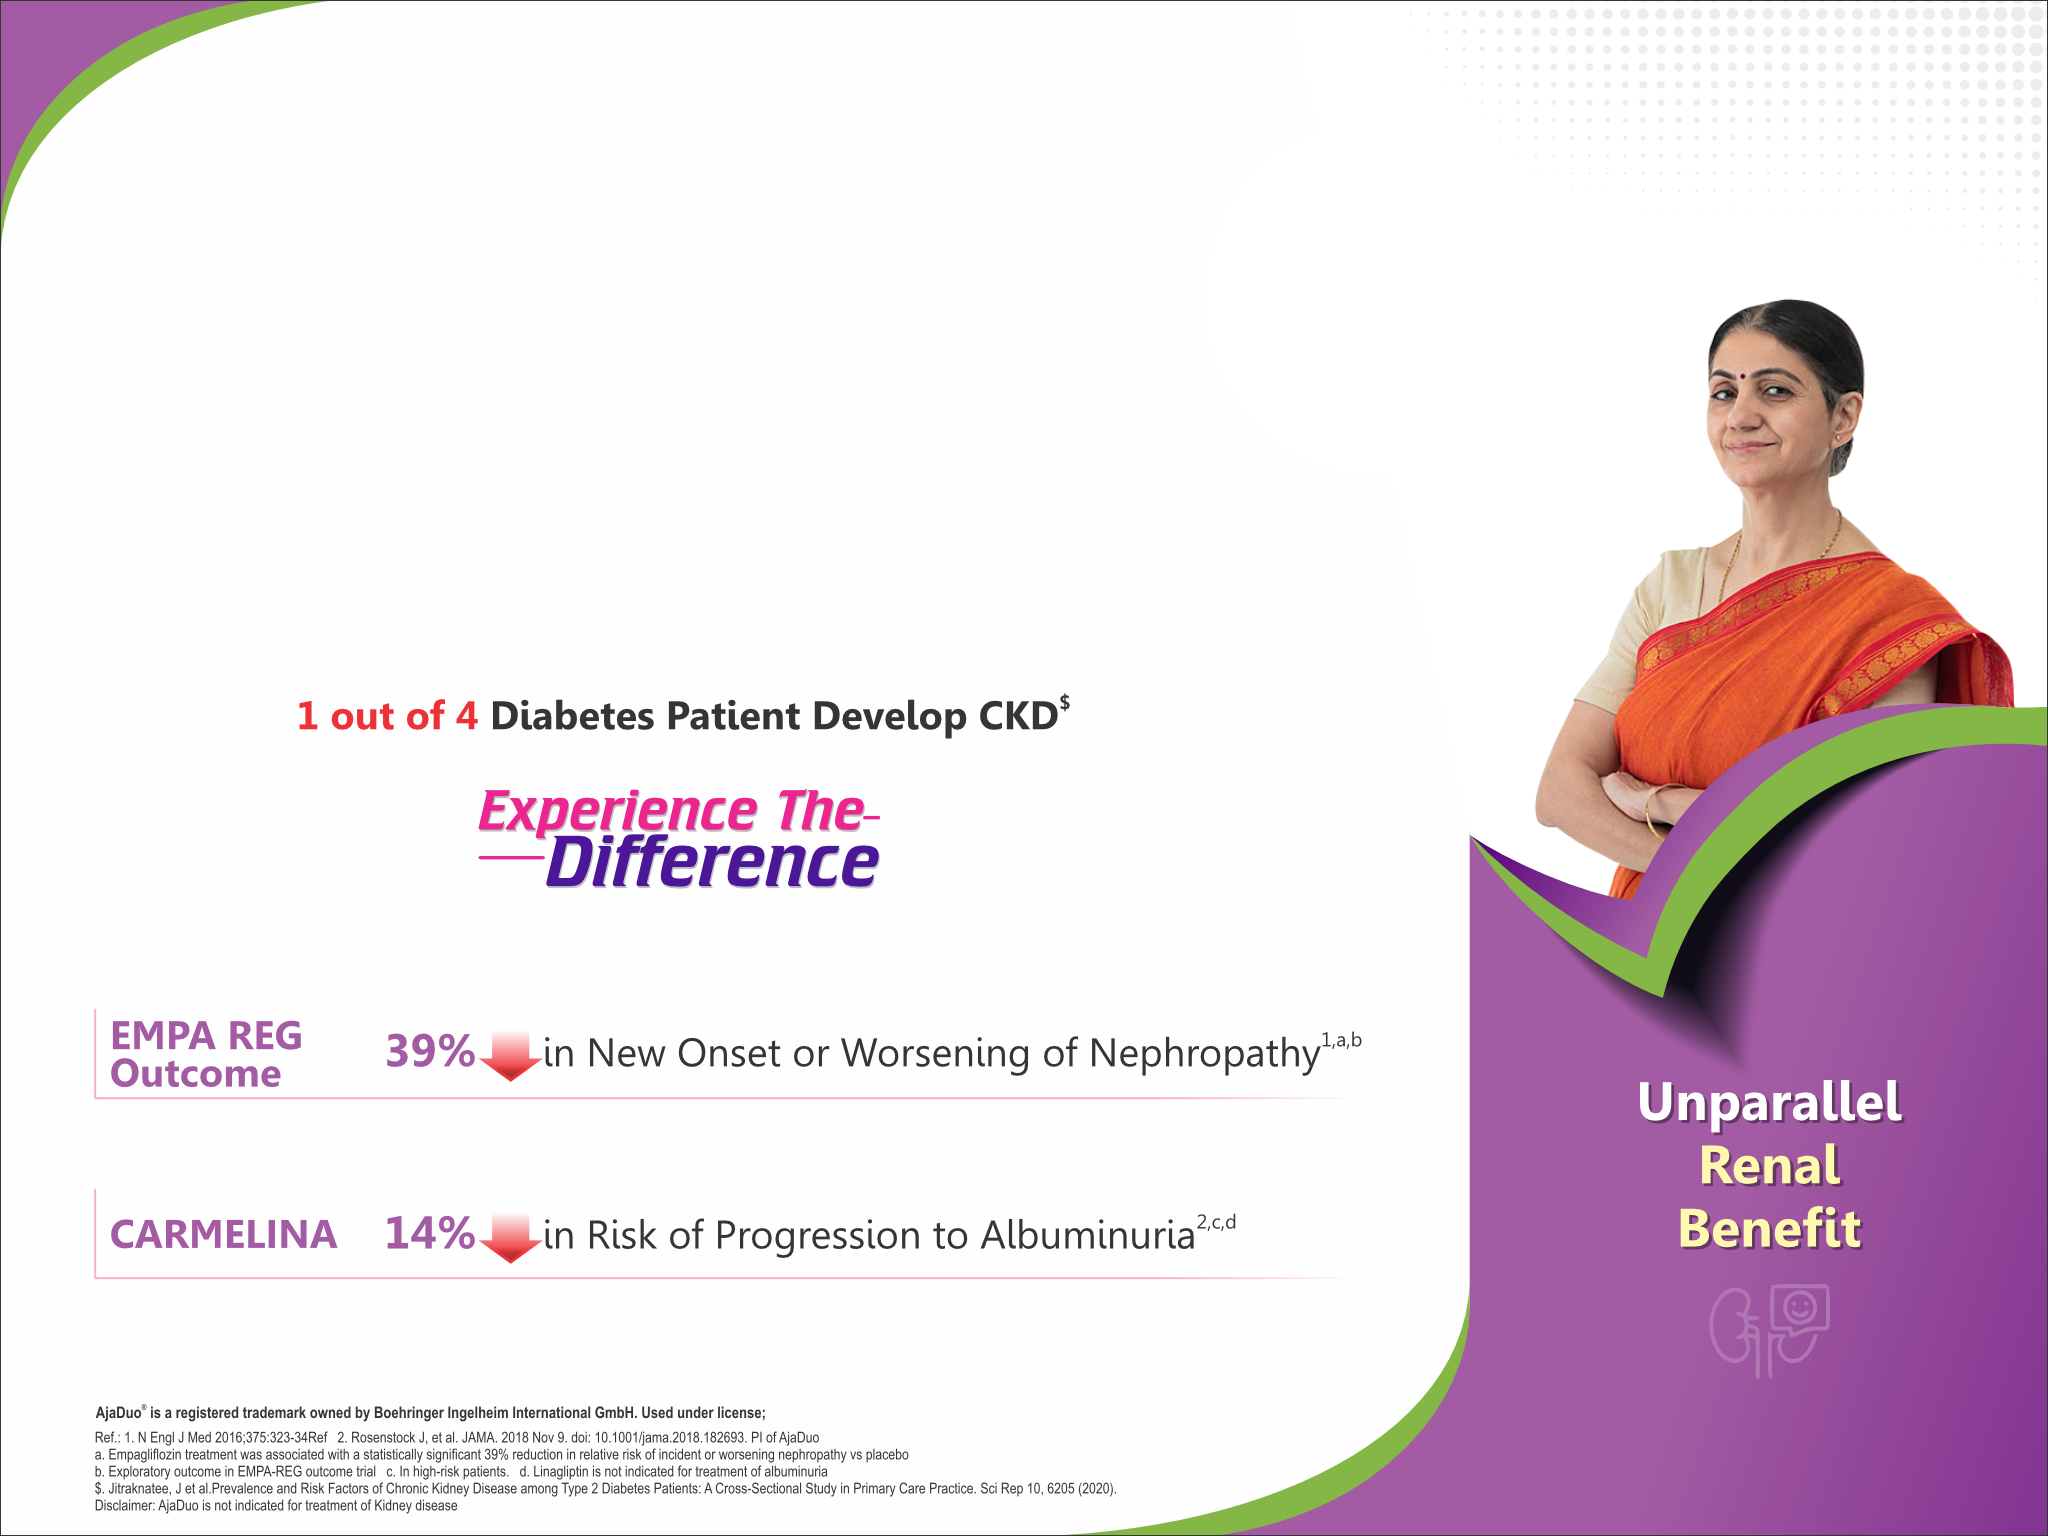 1 out of 4 Diabetes Patient Develop CKD$
Experience The
Difference
EMPA REG
Outcome
39% in New Onset or Worsening of Nephropathy1,a,b
CARMELINA 14% in Risk of Progression to Albuminuria2,c,d
Unparallel
Renal
Benefit
AjaDuo® is a registered trademark owned by Boehringer Ingelheim International GmbH. Used under license;
Ref.: 1. N Engl J Med 2016;375:323-34Ref 2. Rosenstock J, et al. JAMA. 2018 Nov 9. doi: 10.1001/jama.2018.182693. PI of AjaDuo
a. Empagliflozin treatment was associated with a statistically significant 39% reduction in relative risk of incident or worsening nephropathy vs placebo
b. Exploratory outcome in EMPA-REG outcome trial c. In high-risk patients. d. Linagliptin is not indicated for treatment of albuminuria
$. Jitraknatee, J et al.Prevalence and Risk Factors of Chronic Kidney Disease among Type 2 Diabetes Patients: A Cross-Sectional Study in Primary Care Practice. Sci Rep 10, 6205 (2020).
Disclaimer: AjaDuo is not indicated for treatment of Kidney disease